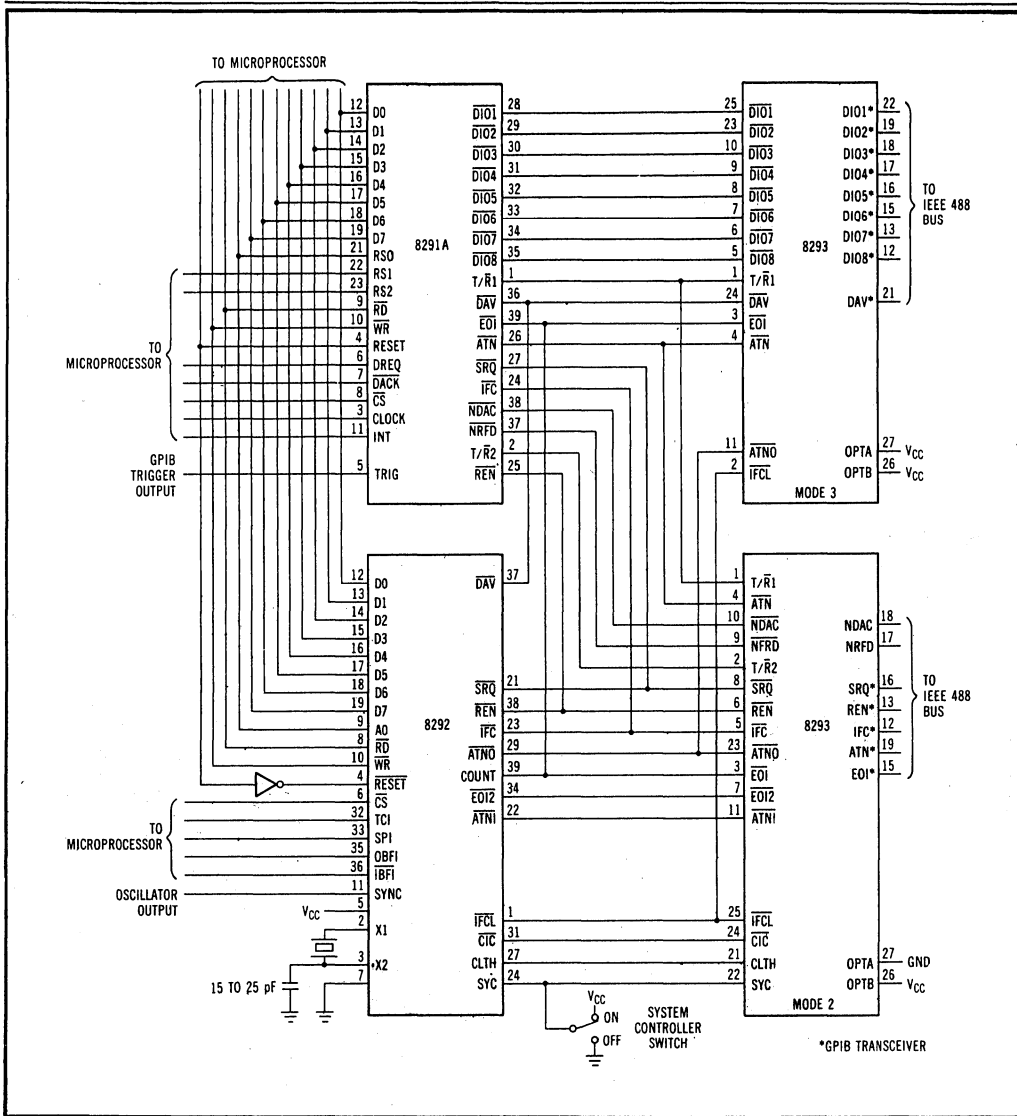 TO MICROPROCESSOR
12 D0
13 D1
14 D2
15 D3
16 D4
17 D5
18 D6
19 D7
21 RS0
22 RS1
23 RS2
9 RD
10 WR
4 RESET
6 DREQ
7 DACK
8 CS
3 CLOCK
11 INT
5 TRIG
TO
MICROPROCESSOR
GPIB
TRIGGER
OUTPUT
8291A
DIO1 28
DIO2 29
DIO3 30
DIO4 31
DIO5 32
DIO6 33
DIO7 34
DIO8 35
T/R1 1
DAV 36
EOI 39
ATN 26
SRQ 27
IFC 24
NDAC 38
NRFD 37
T/R2 2
REN 25
25 DIO1
23 DIO2
10 DIO3
9 DIO4
8 DIO5
7 DIO6
6 DIO7
5 DIO8
1 T/R1
24 DAV
3 EOI
4 ATN
11 ATNO
2 IFCL
8293
DIO1* 22
DIO2* 19
DIO3* 18
DIO4* 17
DIO5* 16
DIO6* 15
DIO7* 13
DIO8* 12
DAV* 21
TO
IEEE 488
BUS
OPTA 27 VCC
OPTB 26 VCC
MODE 3
12 D0
13 D1
14 D2
15 D3
16 D4
17 D5
18 D6
19 D7
9 A0
8 RD
10 WR
4 RESET
6 CS
32 TCI
33 SPI
35 OBFI
36 IBFI
11 SYNC
VCC 5
2 X1
3 X2
7
TO
MICROPROCESSOR
OSCILLATOR
OUTPUT
15 TO 25 pF
8292
DAV 37
SRQ 21
REN 38
IFC 23
ATNO 29
COUNT 39
EOI2 34
ATNI 22
IFCL 1
CIC 31
CLTH 27
SYC 24
VCC
ON
OFF
SYSTEM
CONTROLLER
SWITCH
1 T/R1
4 ATN
10 NDAC
9 NFRD
2 T/R2
8 SRQ
6 REN
5 IFC
23 ATNO
3 EOI
7 EOI2
11 ATNI
25 IFCL
24 CIC
21 CLTH
22 SYC
8293
NDAC 18
NRFD 17
SRQ* 16
REN* 13
IFC* 12
ATN* 19
EOI* 15
TO
IEEE 488
BUS
OPTA 27 GND
OPTB 26 VCC
MODE 2
*GPIB TRANSCEIVER